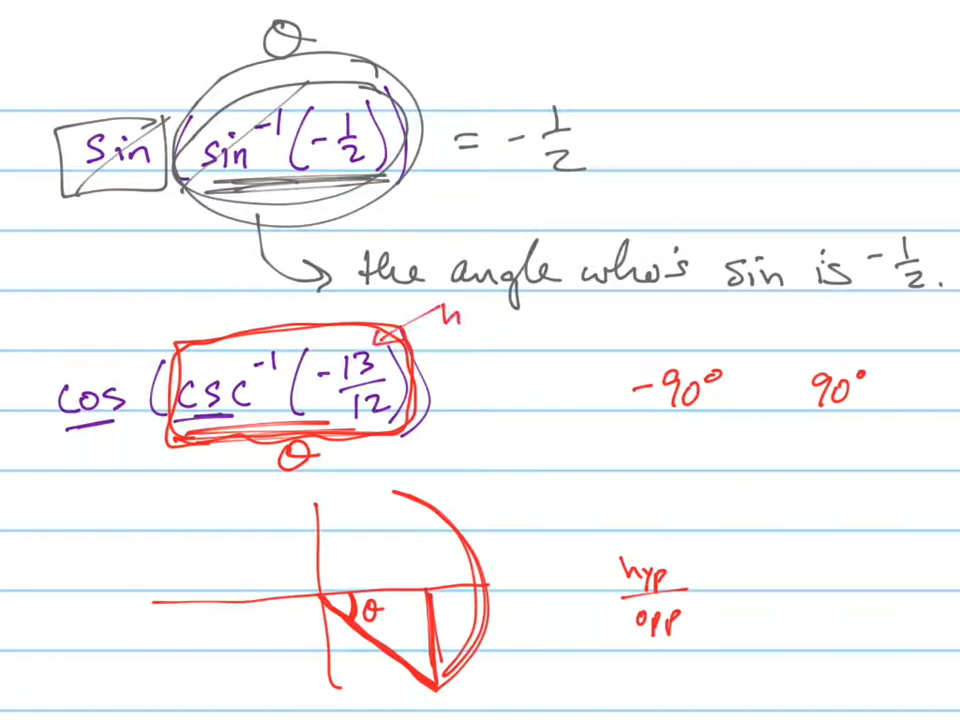 θ
sin (sin⁻¹(-1/2)) = -1/2
the angle who's sin is -1/2.
h
cos (csc⁻¹(-13/12)) -90° 90°
θ
θ
hyp/opp